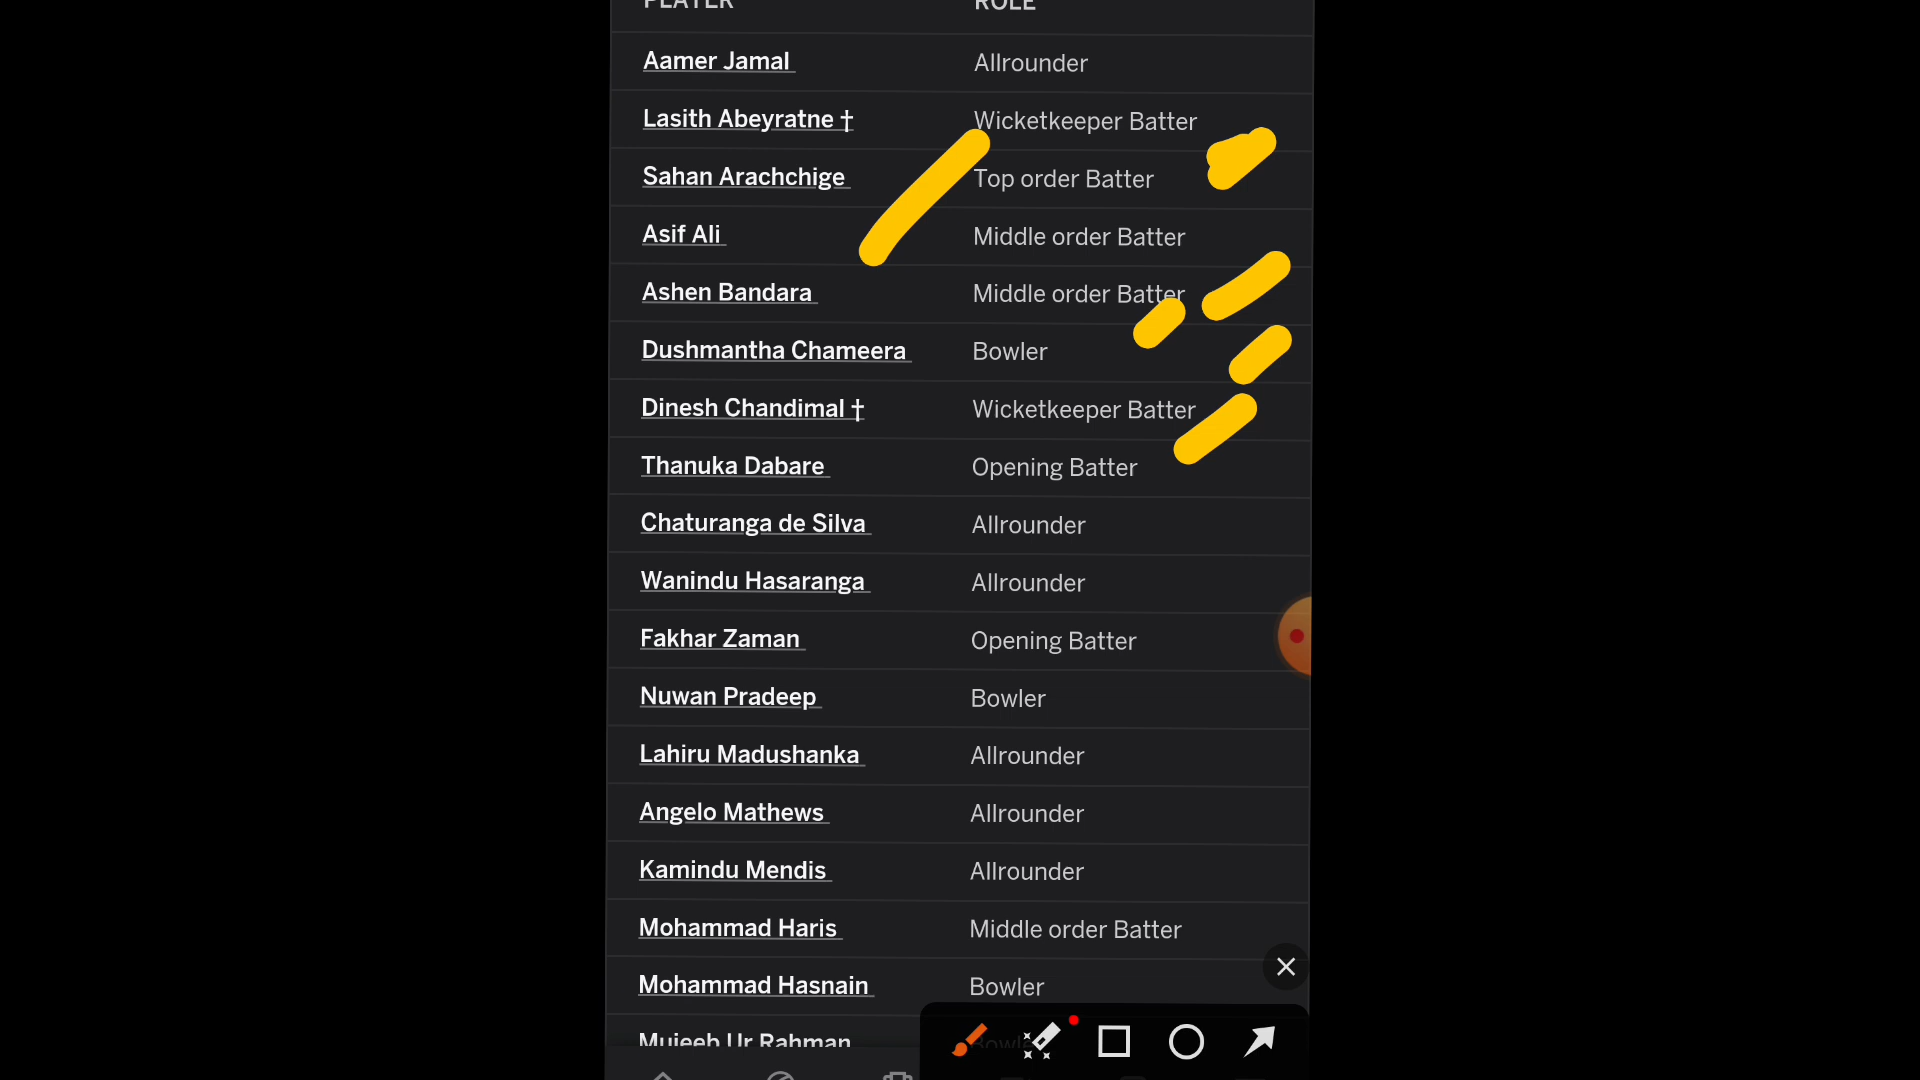 PLAYER ROLE
Aamer Jamal Allrounder
Lasith Abeyratne † Wicketkeeper Batter
Sahan Arachchige Top order Batter
Asif Ali Middle order Batter
Ashen Bandara Middle order Batter
Dushmantha Chameera Bowler
Dinesh Chandimal † Wicketkeeper Batter
Thanuka Dabare Opening Batter
Chaturanga de Silva Allrounder
Wanindu Hasaranga Allrounder
Fakhar Zaman Opening Batter
Nuwan Pradeep Bowler
Lahiru Madushanka Allrounder
Angelo Mathews Allrounder
Kamindu Mendis Allrounder
Mohammad Haris Middle order Batter
Mohammad Hasnain Bowler
Mujeeb Ur Rahman Bowler